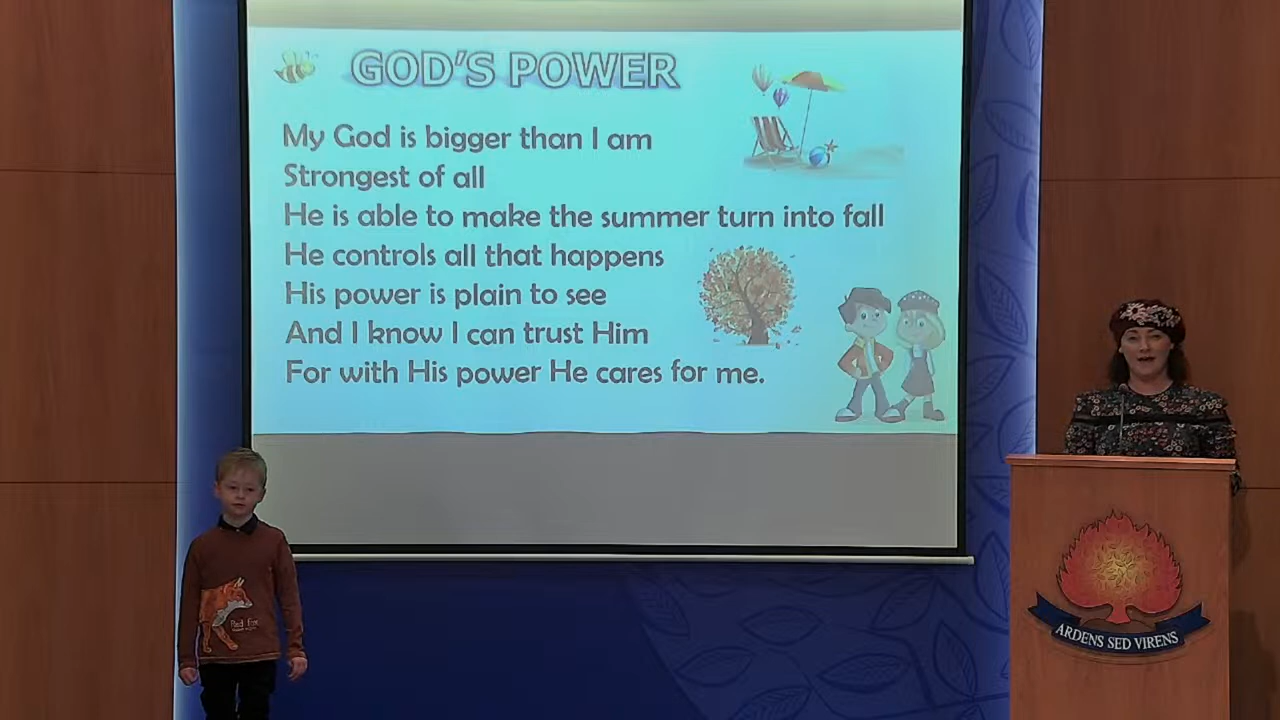 GOD'S POWER
My God is bigger than I am
Strongest of all
He is able to make the summer turn into fall
He controls all that happens
His power is plain to see
And I know I can trust Him
For with His power He cares for me.
Red Fox
ARDENS SED VIRENS